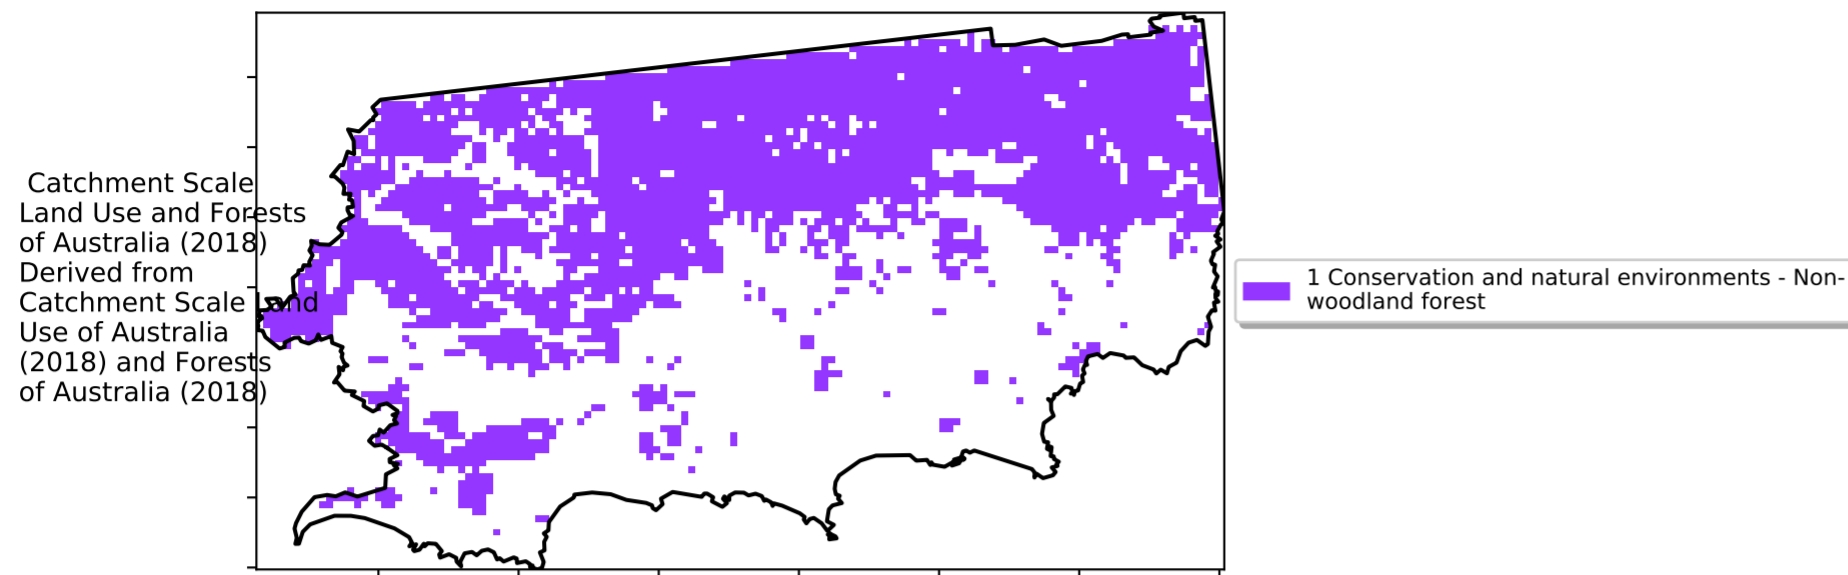 Catchment Scale
Land Use and Forests
of Australia (2018)
Derived from
Catchment Scale Land
Use of Australia
(2018) and Forests
of Australia (2018)
1 Conservation and natural environments - Non-
woodland forest